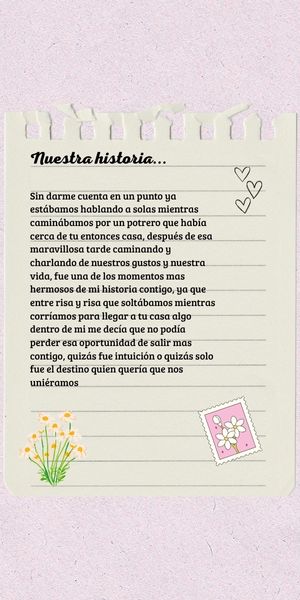 Nuestra historia...
Sin darme cuenta en un punto ya
estábamos hablando a solas mientras
caminábamos por un potrero que había
cerca de tu entonces casa, después de esa
maravillosa tarde caminando y
charlando de nuestros gustos y nuestra
vida, fue una de los momentos mas
hermosos de mi historia contigo, ya que
entre risa y risa que soltábamos mientras
corríamos para llegar a tu casa algo
dentro de mi me decía que no podía
perder esa oportunidad de salir mas
contigo, quizás fue intuición o quizás solo
fue el destino quien quería que nos
uniéramos